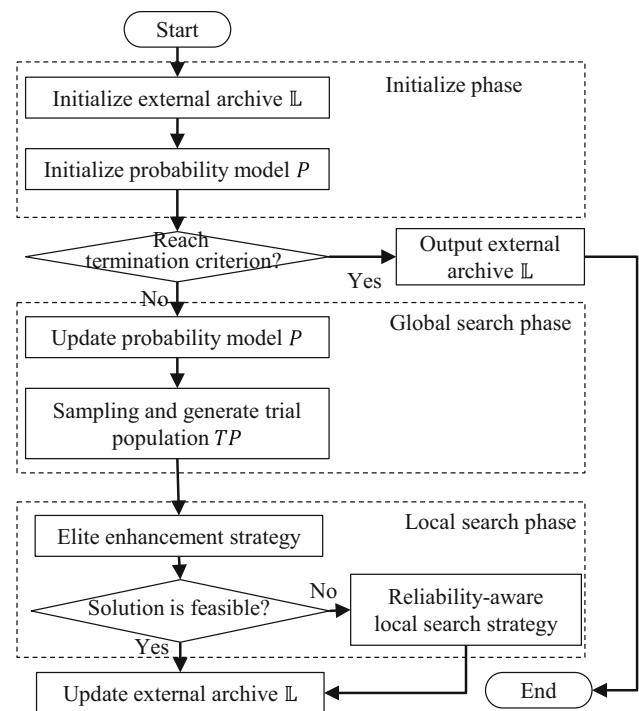 Start
Initialize phase
Initialize external archive 𝕃
Initialize probability model P
Reach
termination criterion?
Yes
Output external
archive 𝕃
No
Global search phase
Update probability model P
Sampling and generate trial
population TP
Local search phase
Elite enhancement strategy
Solution is feasible?
No
Reliability-aware
local search strategy
Yes
Update external archive 𝕃
End